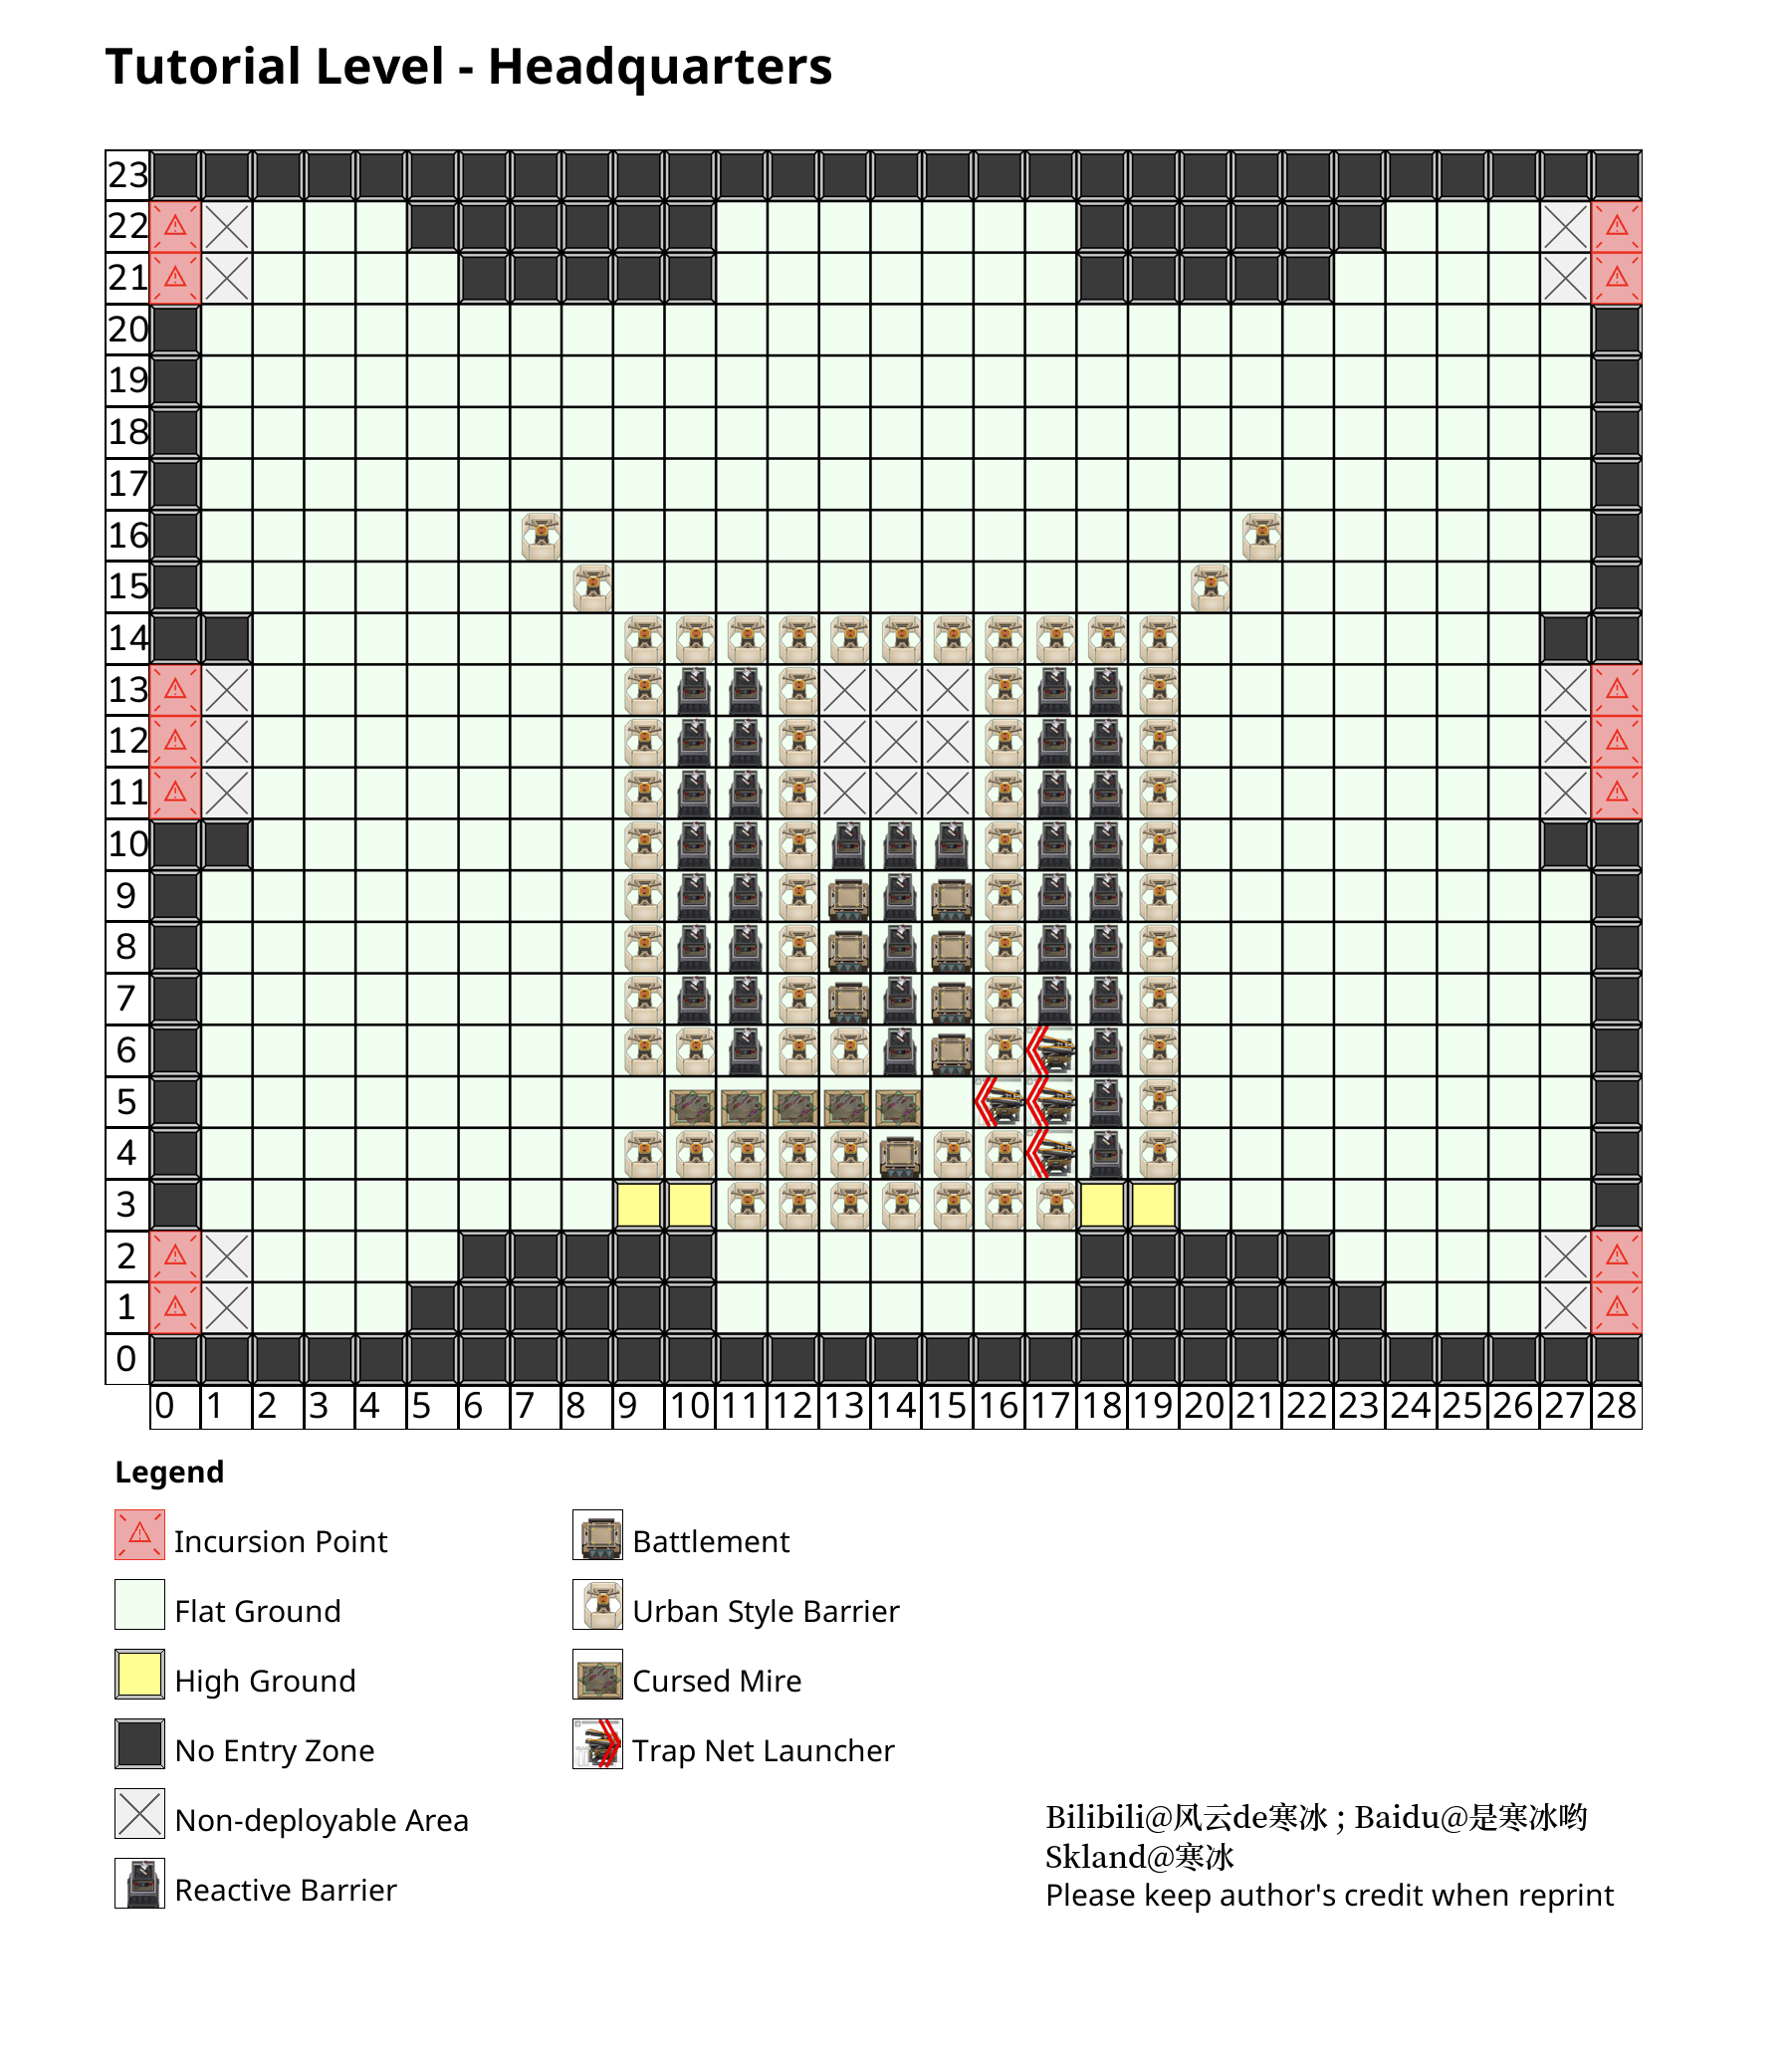 Tutorial Level - Headquarters
23
22
21
20
19
18
17
16
15
14
13
12
11
10
9
8
7
6
5
4
3
2
1
0
0 1 2 3 4 5 6 7 8 9 10 11 12 13 14 15 16 17 18 19 20 21 22 23 24 25 26 27 28
Legend
Incursion Point
Flat Ground
High Ground
No Entry Zone
Non-deployable Area
Reactive Barrier
Battlement
Urban Style Barrier
Cursed Mire
Trap Net Launcher
Bilibili@风云de寒冰 ; Baidu@是寒冰哟
Skland@寒冰
Please keep author's credit when reprint